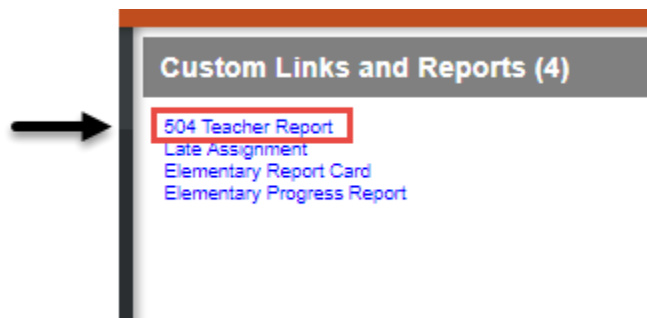 Custom Links and Reports (4)
504 Teacher Report
Late Assignment
Elementary Report Card
Elementary Progress Report